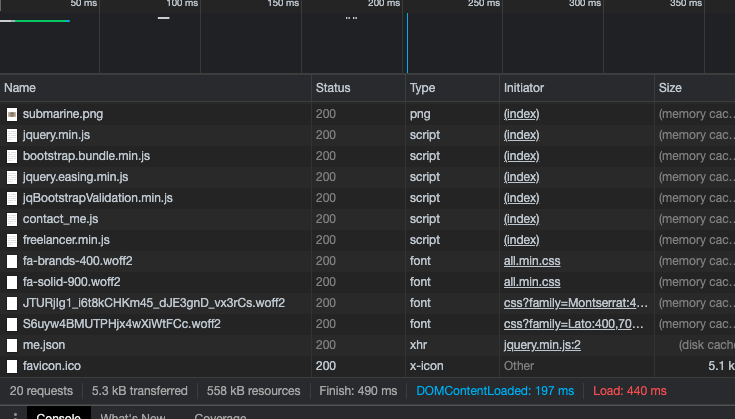 50 ms 100 ms 150 ms 200 ms 250 ms 300 ms 350 ms
Name Status Type Initiator Size
submarine.png 200 png (index) (memory cac...
jquery.min.js 200 script (index) (memory cac...
bootstrap.bundle.min.js 200 script (index) (memory cac...
jquery.easing.min.js 200 script (index) (memory cac...
jqBootstrapValidation.min.js 200 script (index) (memory cac...
contact_me.js 200 script (index) (memory cac...
freelancer.min.js 200 script (index) (memory cac...
fa-brands-400.woff2 200 font all.min.css (memory cac...
fa-solid-900.woff2 200 font all.min.css (memory cac...
JTURjIg1_i6t8kCHKm45_dJE3gnD_vx3rCs.woff2 200 font css?family=Montserrat:4... (memory cac...
S6uyw4BMUTPHjx4wXiWtFCc.woff2 200 font css?family=Lato:400,70... (memory cac...
me.json 200 xhr jquery.min.js:2 (disk cache
favicon.ico 200 x-icon Other 5.1 k
20 requests 5.3 kB transferred 558 kB resources Finish: 490 ms DOMContentLoaded: 197 ms Load: 440 ms
Console What's New Coverage